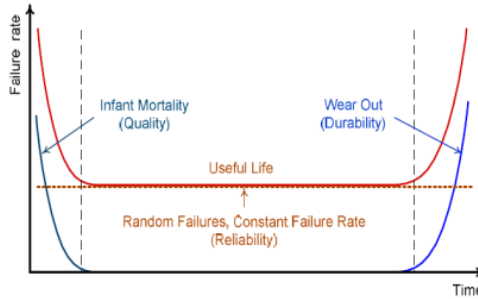 Failure rate
Infant Mortality
(Quality)
Wear Out
(Durability)
Useful Life
Random Failures, Constant Failure Rate
(Reliability)
Time